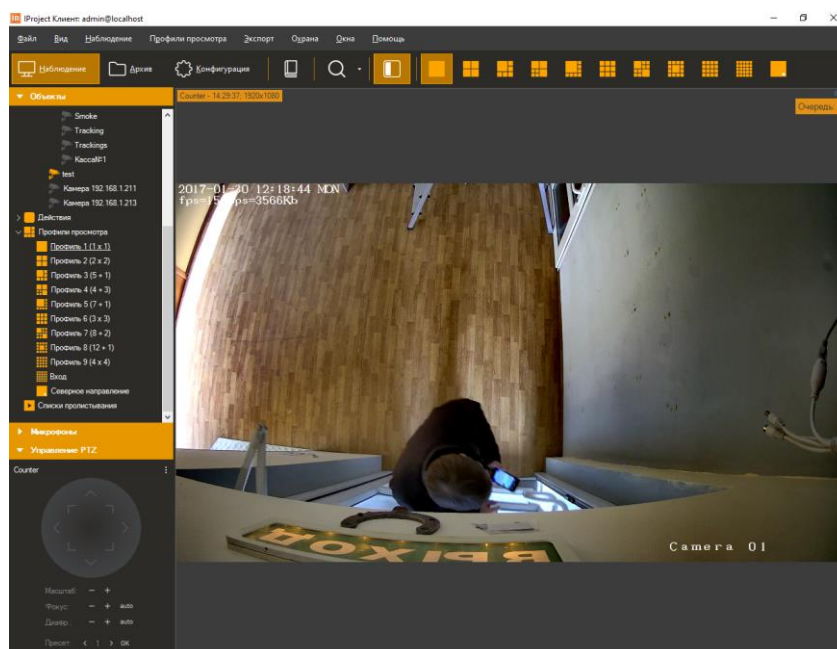 IProject Клиент: admin@localhost
Файл Вид Наблюдение Профили просмотра Экспорт Охрана Окна Помощь
Наблюдение Архив Конфигурация
Объекты
Smoke
Tracking
Trackings
Касса№1
test
Камера 192.168.1.211
Камера 192.168.1.213
Действия
Профили просмотра
Профиль 1 (1 x 1)
Профиль 2 (2 x 2)
Профиль 3 (5 + 1)
Профиль 4 (4 + 3)
Профиль 5 (7 + 1)
Профиль 6 (3 x 3)
Профиль 7 (8 + 2)
Профиль 8 (12 + 1)
Профиль 9 (4 x 4)
Вход
Северное направление
Списки пролистывания
Микрофоны
Управление PTZ
Counter
Масштаб: − +
Фокус: − + auto
Диафр.: − + auto
Пресет: < 1 > OK
Counter - 14:29:37; 1920x1080
Очередь
2017-01-30 12:18:44 MON
fps=15 ps=3566Kb
ВЫХОД
Camera 01